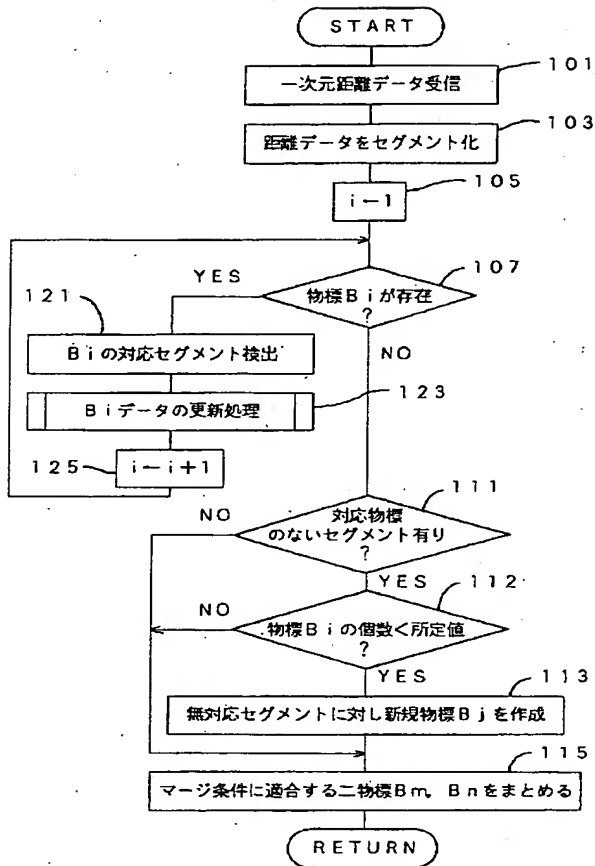 START
一次元距離データ受信
101
距離データをセグメント化
103
i←1
105
物標Biが存在
?
107
YES
NO
121
Biの対応セグメント検出
Biデータの更新処理
123
125
i←i+1
対応物標
のないセグメント有り
?
111
NO
YES
物標Biの個数<所定値
?
112
NO
YES
無対応セグメントに対し新規物標Bjを作成
113
マージ条件に適合する二物標Bm,Bnをまとめる
115
RETURN